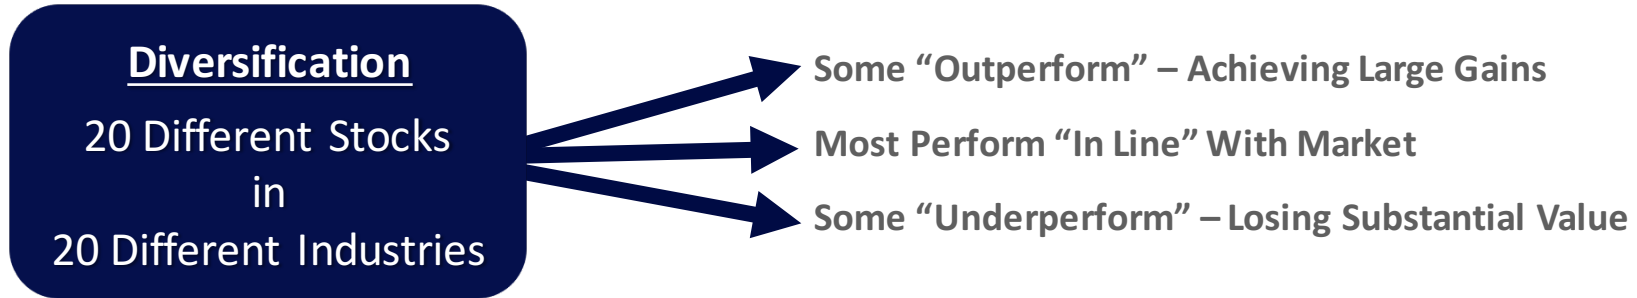 Diversification
20 Different Stocks
in
20 Different Industries
Some “Outperform” – Achieving Large Gains
Most Perform “In Line” With Market
Some “Underperform” – Losing Substantial Value